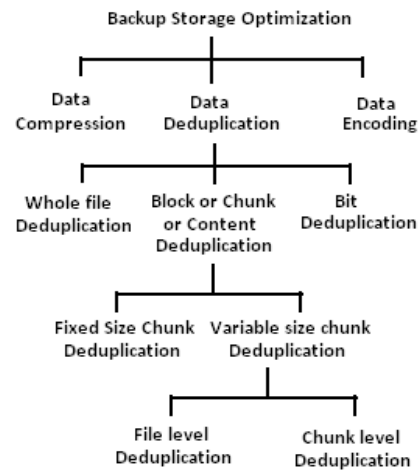 Backup Storage Optimization
Data
Compression
Data
Deduplication
Data
Encoding
Whole file
Deduplication
Block or Chunk
or Content
Deduplication
Bit
Deduplication
Fixed Size Chunk
Deduplication
Variable size chunk
Deduplication
File level
Deduplication
Chunk level
Deduplication